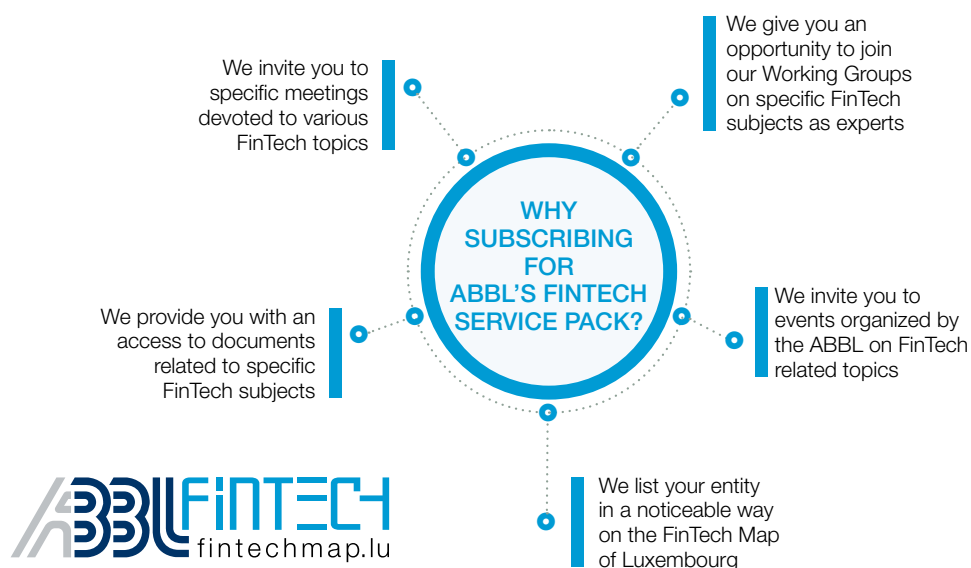 We invite you to
specific meetings
devoted to various
FinTech topics
We give you an
opportunity to join
our Working Groups
on specific FinTech
subjects as experts
WHY
SUBSCRIBING
FOR
ABBL'S FINTECH
SERVICE PACK?
We provide you with an
access to documents
related to specific
FinTech subjects
We invite you to
events organized by
the ABBL on FinTech
related topics
We list your entity
in a noticeable way
on the FinTech Map
of Luxembourg
ABBL FiNTECH
fintechmap.lu